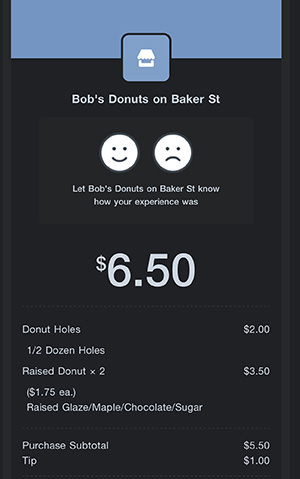 Bob's Donuts on Baker St
Let Bob's Donuts on Baker St know
how your experience was
$6.50
Donut Holes $2.00
1/2 Dozen Holes
Raised Donut × 2 $3.50
($1.75 ea.)
Raised Glaze/Maple/Chocolate/Sugar
Purchase Subtotal $5.50
Tip $1.00